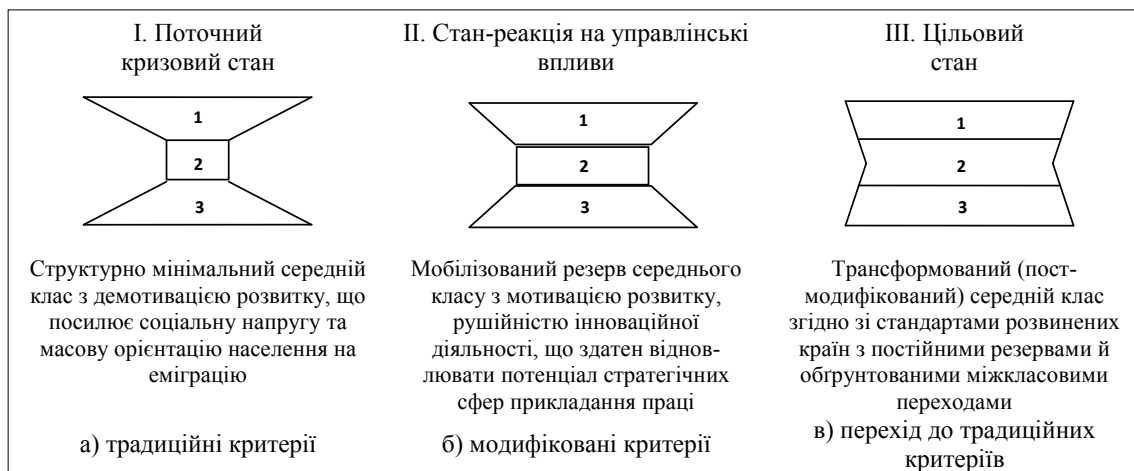 І. Поточний
кризовий стан
1
2
3
Структурно мінімальний середній
клас з демотивацією розвитку, що
посилює соціальну напругу та
масову орієнтацію населення на
еміграцію
а) традиційні критерії
ІІ. Стан-реакція на управлінські
впливи
1
2
3
Мобілізований резерв середнього
класу з мотивацією розвитку,
рушійністю інноваційної
діяльності, що здатен віднов-
лювати потенціал стратегічних
сфер прикладання праці
б) модифіковані критерії
ІІІ. Цільовий
стан
1
2
3
Трансформований (пост-
модифікований) середній клас
згідно зі стандартами розвинених
країн з постійними резервами й
обґрунтованими міжкласовими
переходами
в) перехід до традиційних
критеріїв